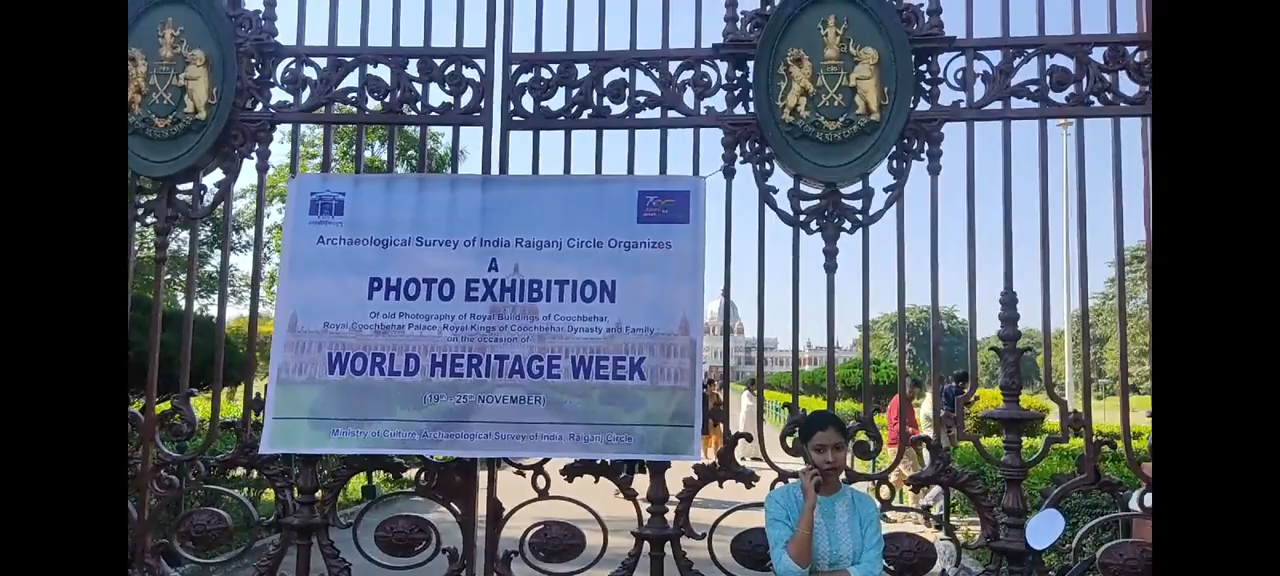 Archaeological Survey of India Raiganj Circle Organizes
A
PHOTO EXHIBITION
Of old Photography of Royal Buildings of Coochbehar,
Royal Coochbehar Palace, Royal Kings of Coochbehar Dynasty and Family
on the occasion of
WORLD HERITAGE WEEK
(19th - 25th NOVEMBER)
Ministry of Culture, Archaeological Survey of India, Raiganj Circle